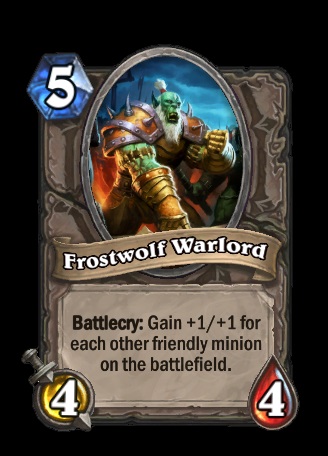 5
Frostwolf Warlord
Battlecry: Gain +1/+1 for
each other friendly minion
on the battlefield.
4
4